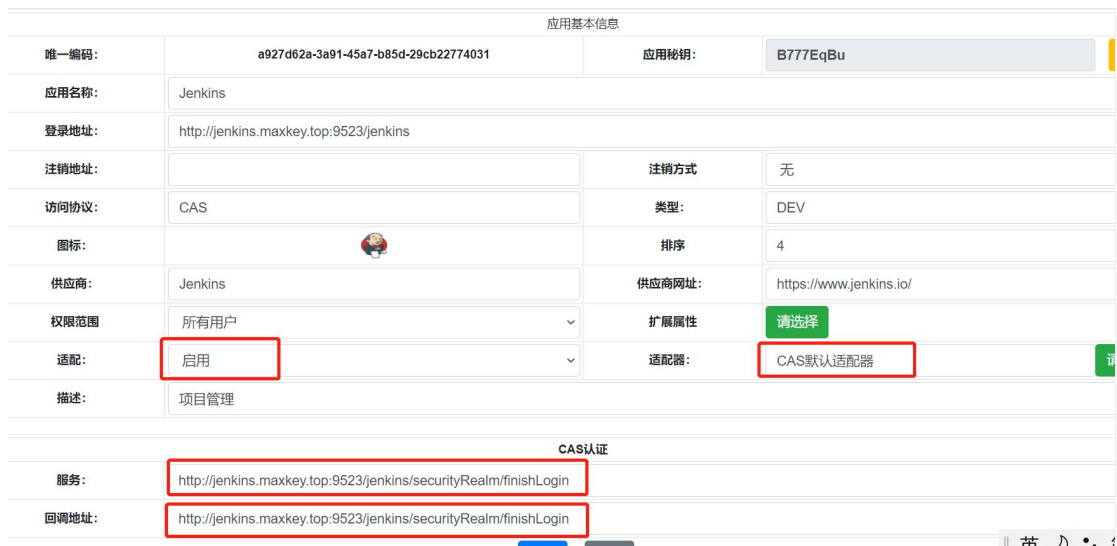 应用基本信息
唯一编码: a927d62a-3a91-45a7-b85d-29cb22774031 应用秘钥: B777EqBu
应用名称: Jenkins
登录地址: http://jenkins.maxkey.top:9523/jenkins
注销地址: 注销方式 无
访问协议: CAS 类型: DEV
图标: 排序 4
供应商: Jenkins 供应商网址: https://www.jenkins.io/
权限范围 所有用户 扩展属性 请选择
适配: 启用 适配器: CAS默认适配器
描述: 项目管理
CAS认证
服务: http://jenkins.maxkey.top:9523/jenkins/securityRealm/finishLogin
回调地址: http://jenkins.maxkey.top:9523/jenkins/securityRealm/finishLogin
英